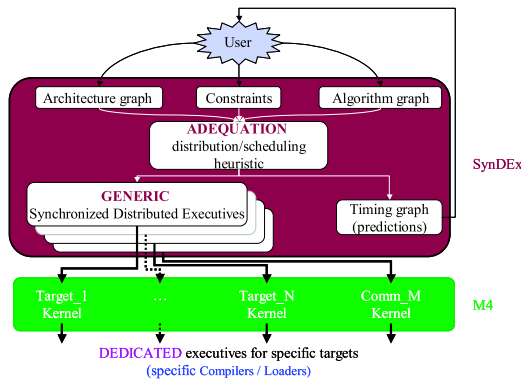 User
Architecture graph
Constraints
Algorithm graph
ADEQUATION
distribution/scheduling
heuristic
SynDEx
GENERIC
Synchronized Distributed Executives
Timing graph
(predictions)
Target_1
Kernel
...
Target_N
Kernel
Comm_M
Kernel
M4
DEDICATED executives for specific targets
(specific Compilers / Loaders)